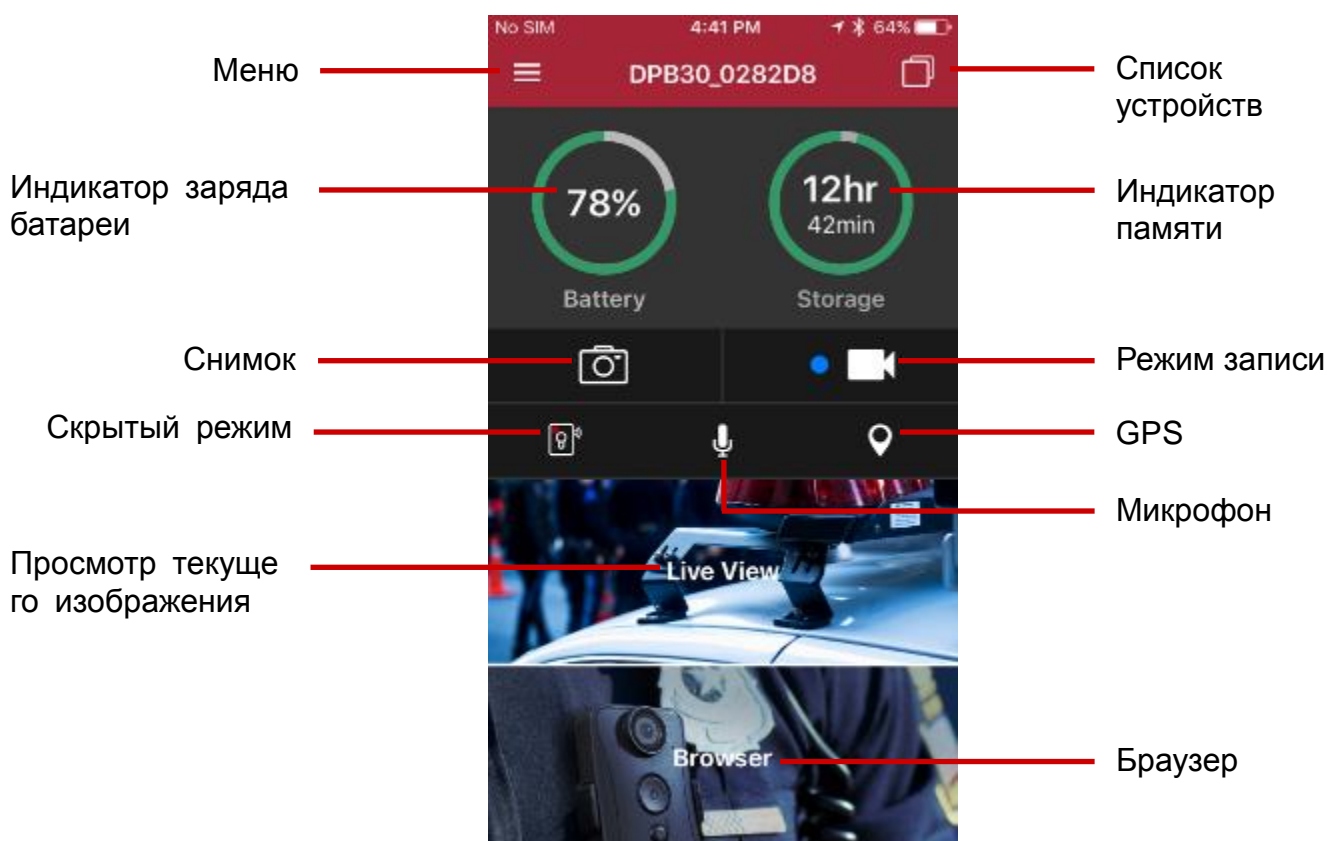 No SIM 4:41 PM 64%
Меню
DPB30_0282D8
Список
устройств
Индикатор заряда
батареи
78%
12hr
42min
Индикатор
памяти
Battery
Storage
Снимок
Режим записи
Скрытый режим
GPS
Микрофон
Просмотр текуще
го изображения
Live View
Browser
Браузер